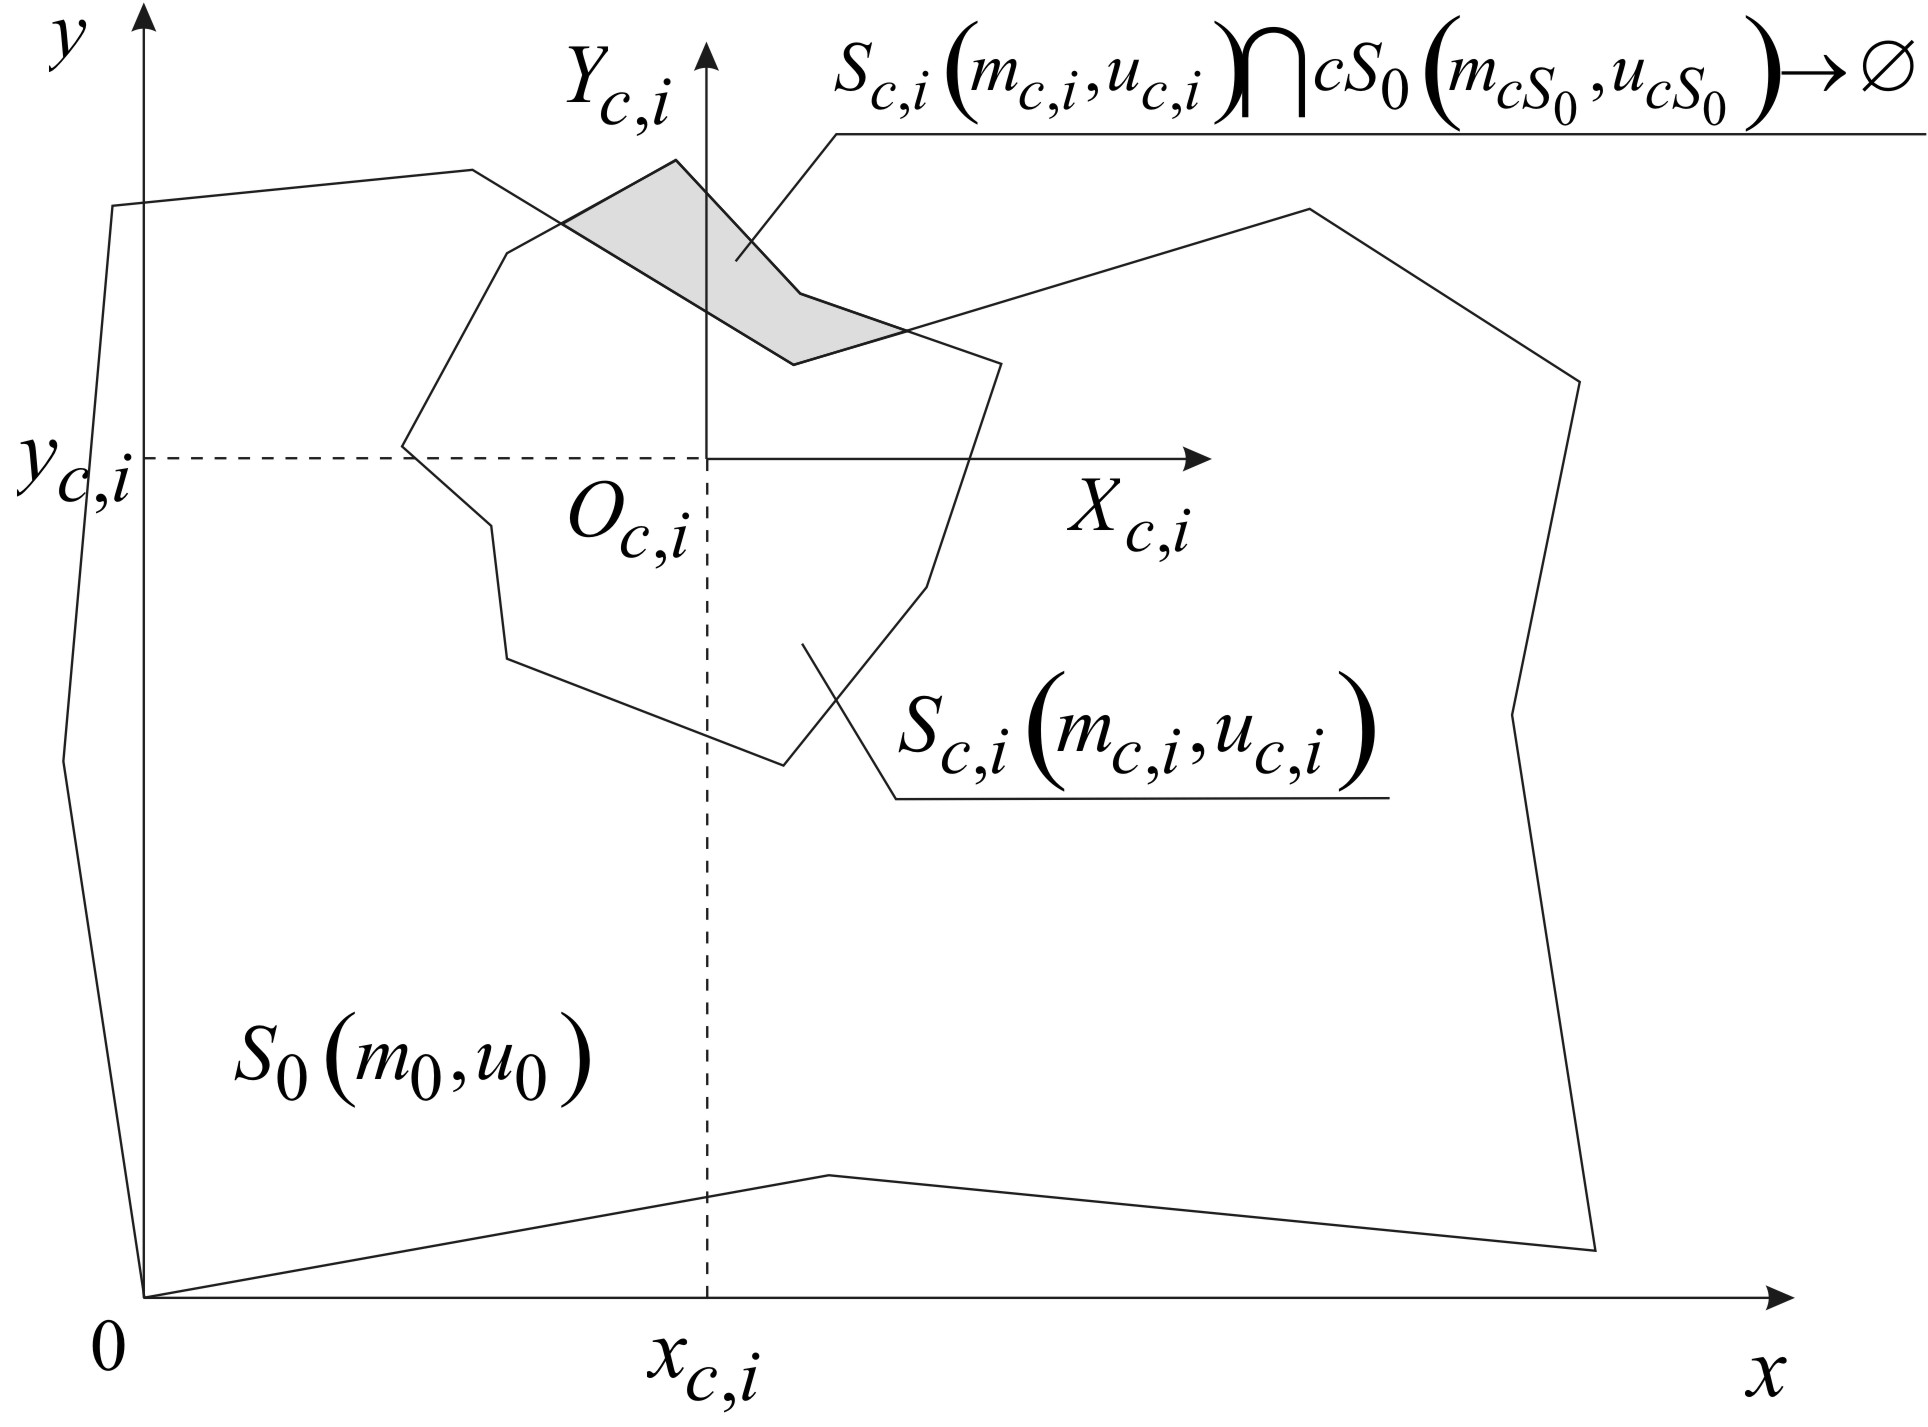 y
Y_{c,i}
S_{c,i}(m_{c,i},u_{c,i})⋂cS_0(m_{cS_0},u_{cS_0})→∅
y_{c,i}
O_{c,i}
X_{c,i}
S_{c,i}(m_{c,i},u_{c,i})
S_0(m_0,u_0)
0
x_{c,i}
x